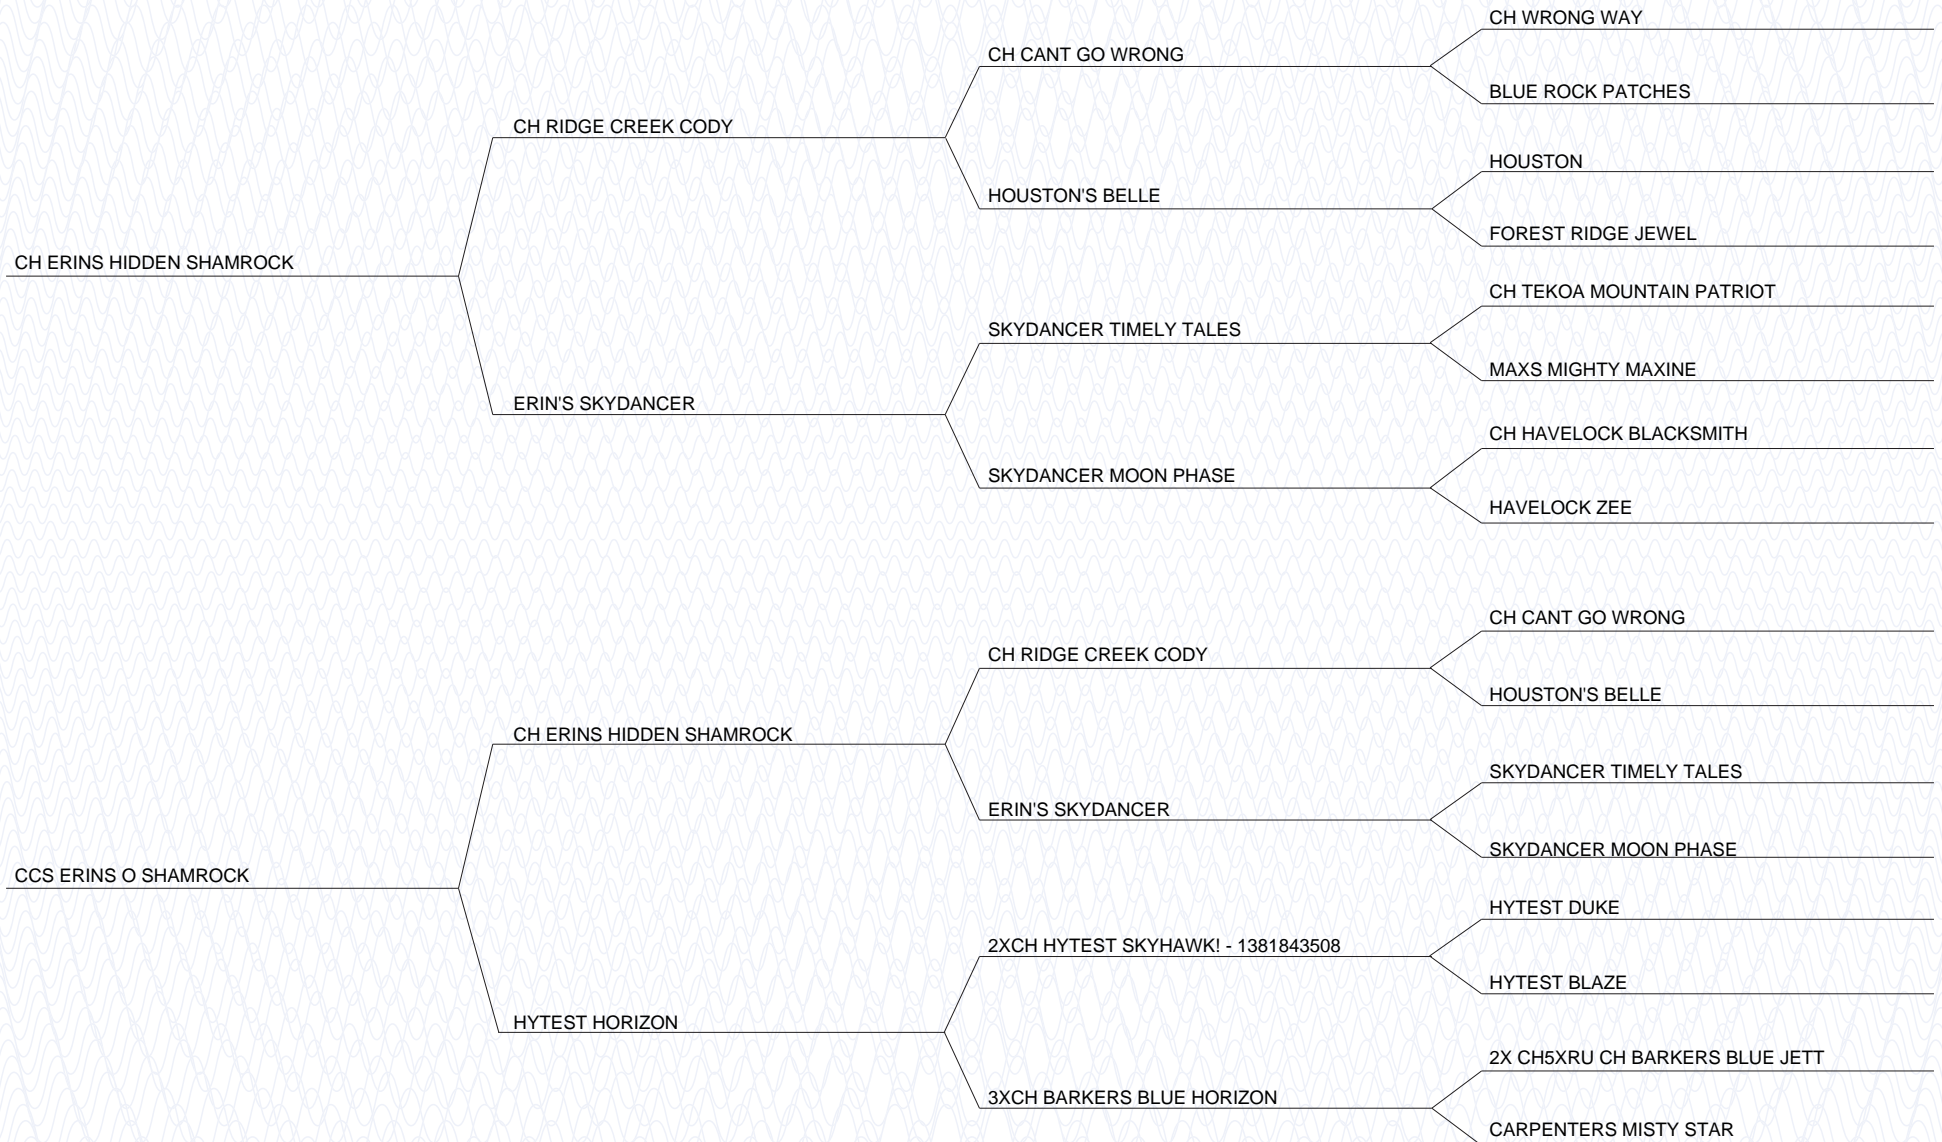 CH WRONG WAY
CH CANT GO WRONG
BLUE ROCK PATCHES
CH RIDGE CREEK CODY
HOUSTON
HOUSTON'S BELLE
FOREST RIDGE JEWEL
CH ERINS HIDDEN SHAMROCK
CH TEKOA MOUNTAIN PATRIOT
SKYDANCER TIMELY TALES
MAXS MIGHTY MAXINE
ERIN'S SKYDANCER
CH HAVELOCK BLACKSMITH
SKYDANCER MOON PHASE
HAVELOCK ZEE
CH CANT GO WRONG
CH RIDGE CREEK CODY
HOUSTON'S BELLE
CH ERINS HIDDEN SHAMROCK
SKYDANCER TIMELY TALES
ERIN'S SKYDANCER
SKYDANCER MOON PHASE
CCS ERINS O SHAMROCK
HYTEST DUKE
2XCH HYTEST SKYHAWK! - 1381843508
HYTEST BLAZE
HYTEST HORIZON
2X CH5XRU CH BARKERS BLUE JETT
3XCH BARKERS BLUE HORIZON
CARPENTERS MISTY STAR